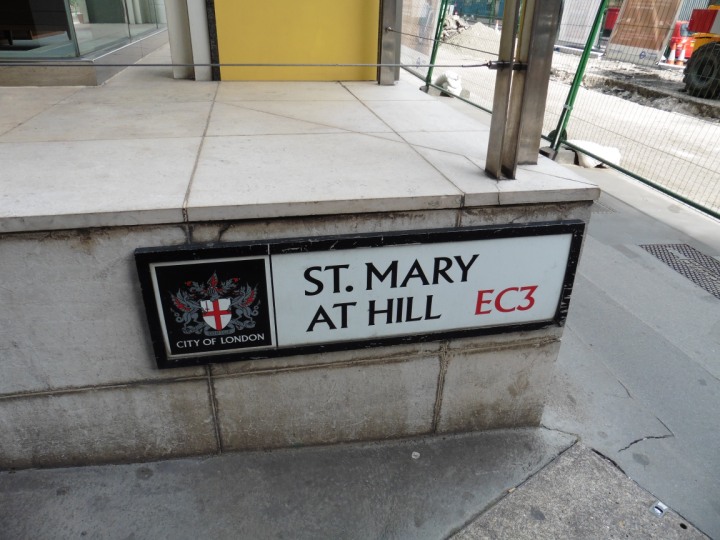 ST. MARY
AT HILL EC3
CITY OF LONDON